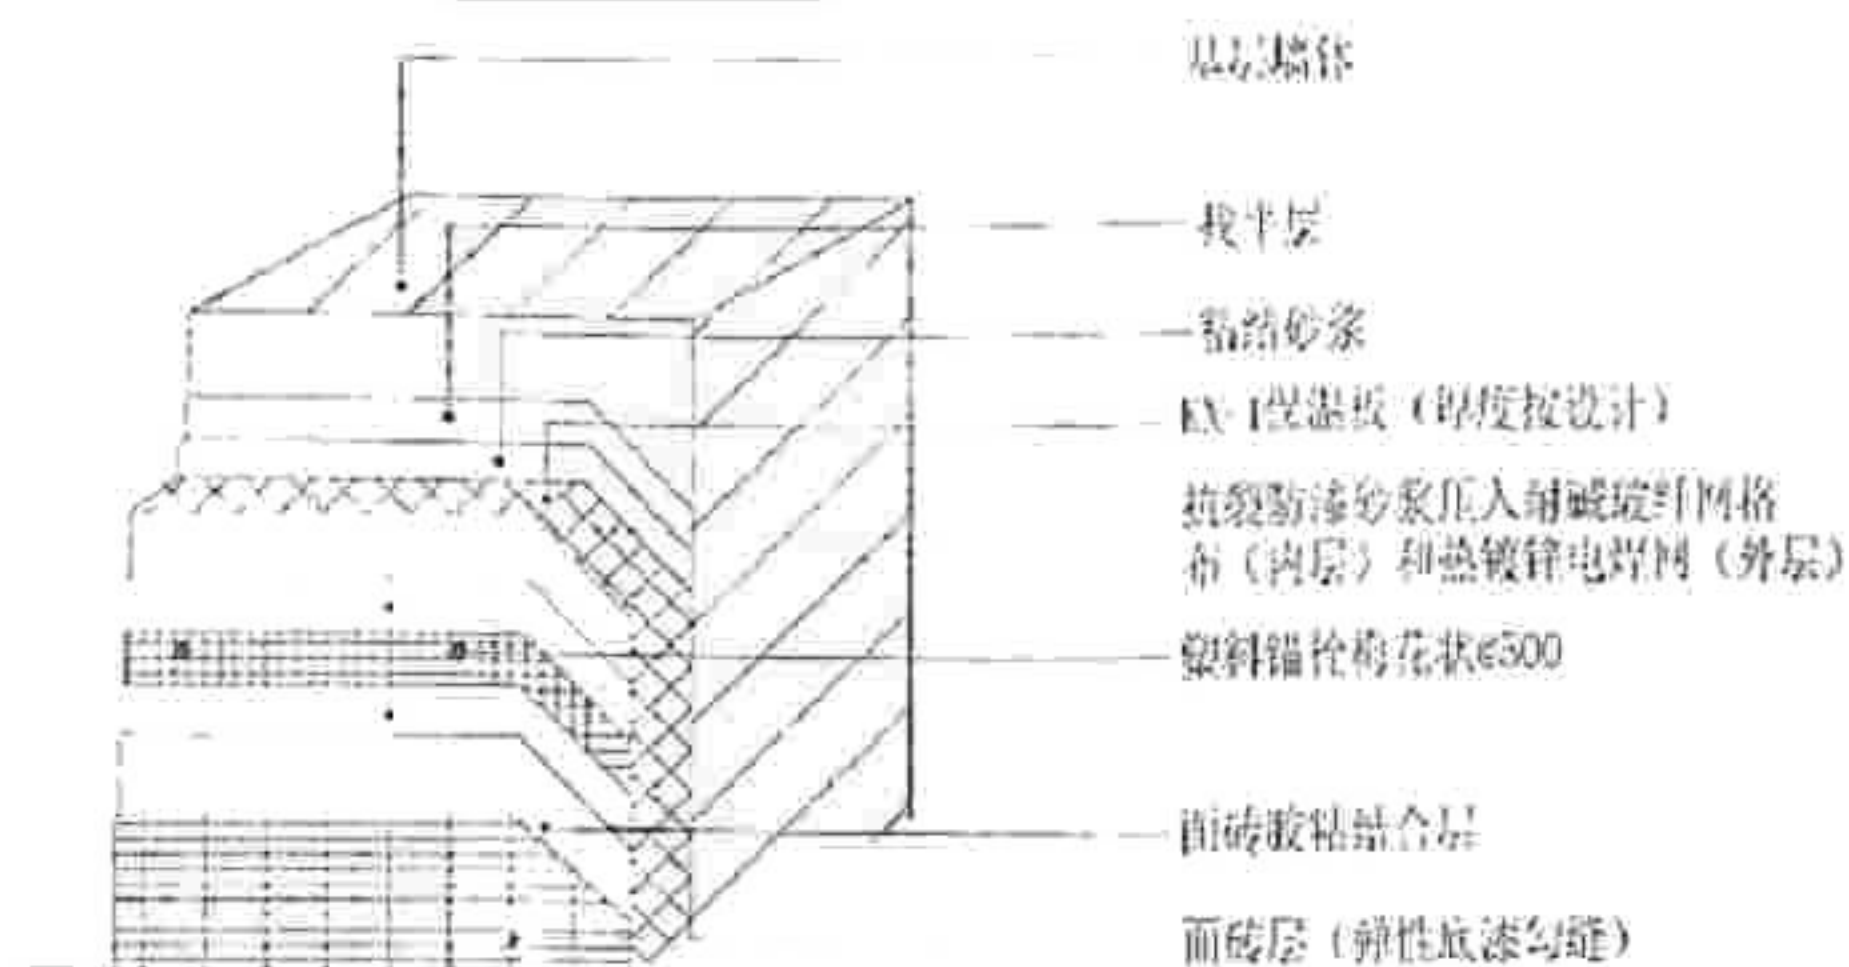 基层墙体
找平层
粘结砂浆
保温板（厚度按设计）
抗裂防渗砂浆压入耐碱玻纤网格
布（内层）和热镀锌电焊网（外层）
塑料锚栓梅花状@500
面砖胶粘结合层
面砖层（弹性底漆勾缝）